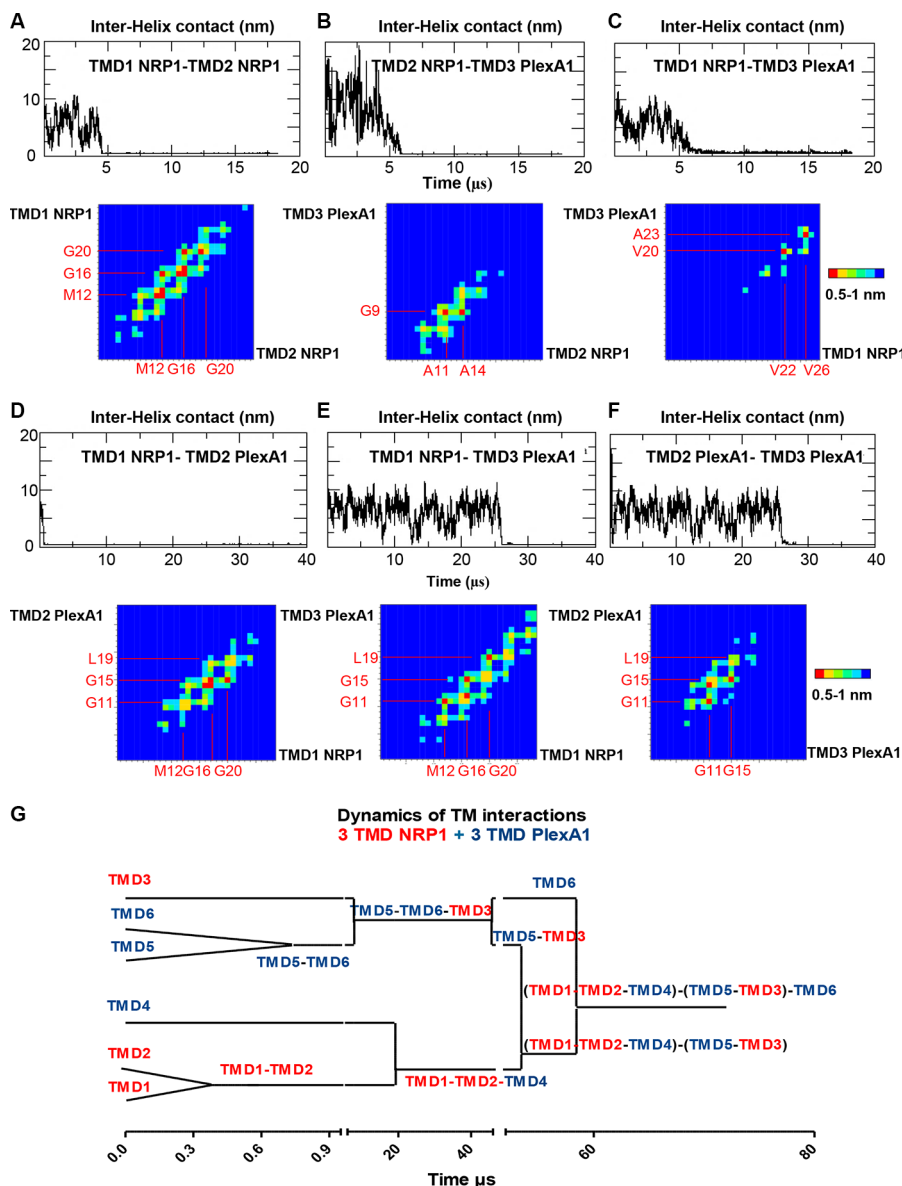 A
Inter-Helix contact (nm)
TMD1 NRP1-TMD2 NRP1
20
10
0
5
10
15
20
B
Inter-Helix contact (nm)
TMD2 NRP1-TMD3 PlexA1
5
10
15
20
Time (µs)
C
Inter-Helix contact (nm)
TMD1 NRP1-TMD3 PlexA1
5
10
15
20
TMD1 NRP1
G20
G16
M12
M12 G16 G20
TMD2 NRP1
TMD3 PlexA1
G9
A11 A14
TMD2 NRP1
TMD3 PlexA1
A23
V20
V22 V26
TMD1 NRP1
0.5-1 nm
D
Inter-Helix contact (nm)
TMD1 NRP1- TMD2 PlexA1
20
10
0
10
20
30
40
E
Inter-Helix contact (nm)
TMD1 NRP1- TMD3 PlexA1
10
20
30
40
Time (µs)
F
Inter-Helix contact (nm)
TMD2 PlexA1- TMD3 PlexA1
10
20
30
40
TMD2 PlexA1
L19
G15
G11
M12G16 G20
TMD1 NRP1
TMD3 PlexA1
L19
G15
G11
M12 G16 G20
TMD1 NRP1
TMD2 PlexA1
L19
G15
G11
G11G15
TMD3 PlexA1
0.5-1 nm
G
Dynamics of TM interactions
3 TMD NRP1 + 3 TMD PlexA1
TMD3
TMD6
TMD5
TMD5-TMD6
TMD5-TMD6-TMD3
TMD6
TMD5-TMD3
(TMD1-TMD2-TMD4)-(TMD5-TMD3)-TMD6
TMD4
TMD2
TMD1
TMD1-TMD2
TMD1-TMD2-TMD4
(TMD1-TMD2-TMD4)-(TMD5-TMD3)
0.0
0.3
0.6
0.9
20
40
60
80
Time µs